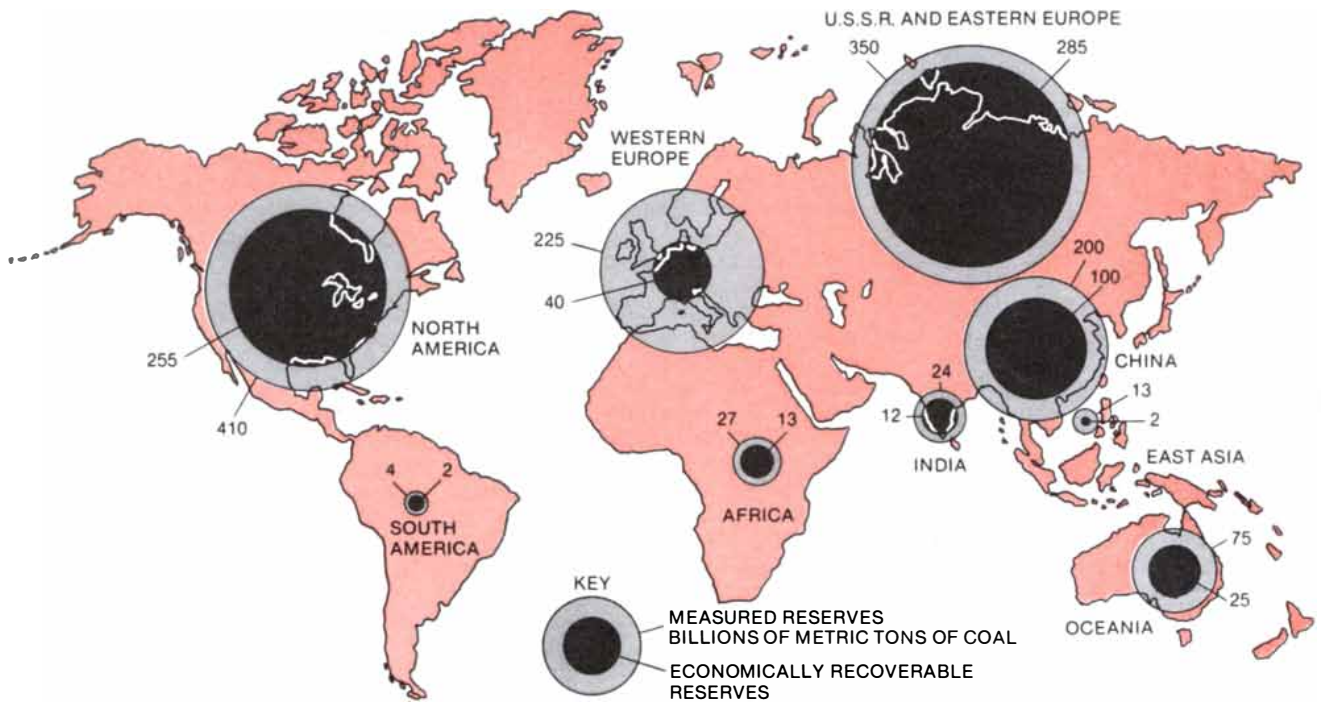 U.S.S.R. AND EASTERN EUROPE
350
285
WESTERN
EUROPE
225
40
NORTH
AMERICA
255
410
200
100
CHINA
24
12
INDIA
13
2
EAST ASIA
27
13
AFRICA
4
2
SOUTH
AMERICA
75
25
OCEANIA
KEY
MEASURED RESERVES
BILLIONS OF METRIC TONS OF COAL
ECONOMICALLY RECOVERABLE
RESERVES